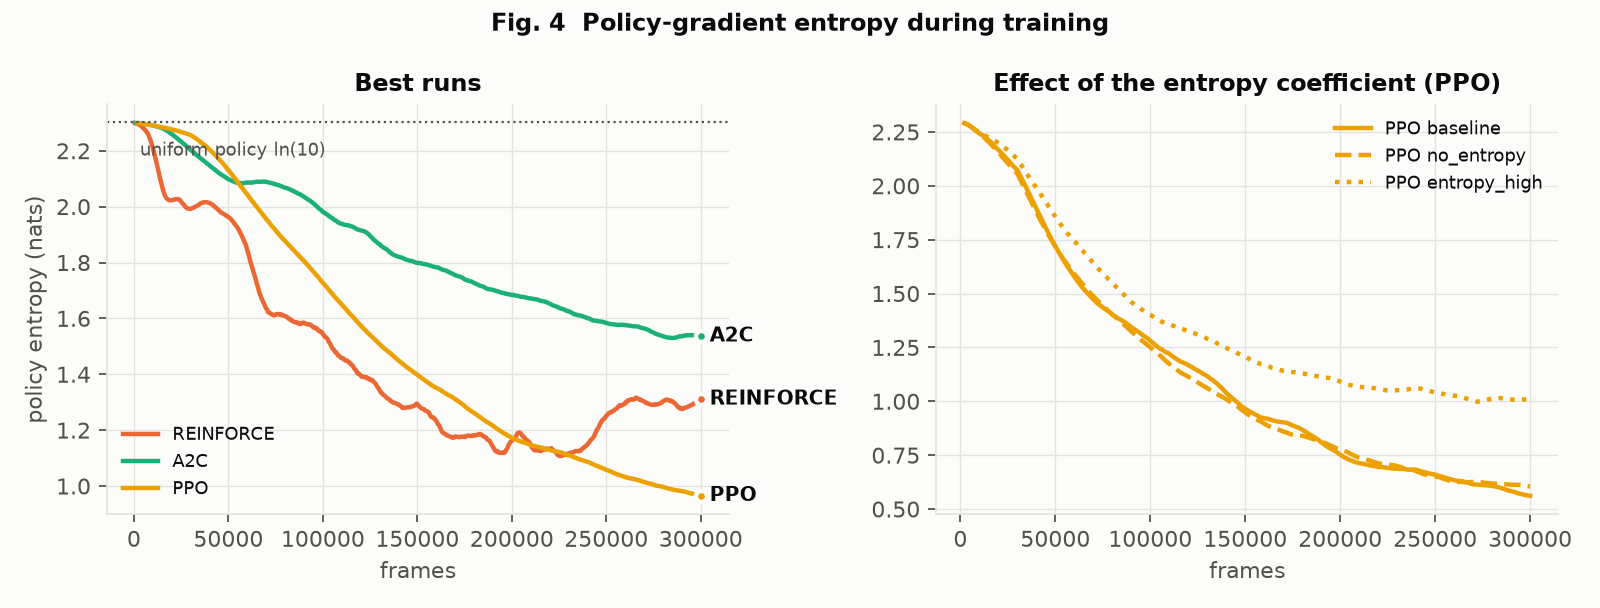 Fig. 4  Policy-gradient entropy during training
Best runs
policy entropy (nats)
2.2
2.0
1.8
1.6
1.4
1.2
1.0
uniform policy ln(10)
A2C
REINFORCE
PPO
REINFORCE
A2C
PPO
0
50000
100000
150000
200000
250000
300000
frames
Effect of the entropy coefficient (PPO)
2.25
2.00
1.75
1.50
1.25
1.00
0.75
0.50
PPO baseline
PPO no_entropy
PPO entropy_high
0
50000
100000
150000
200000
250000
300000
frames